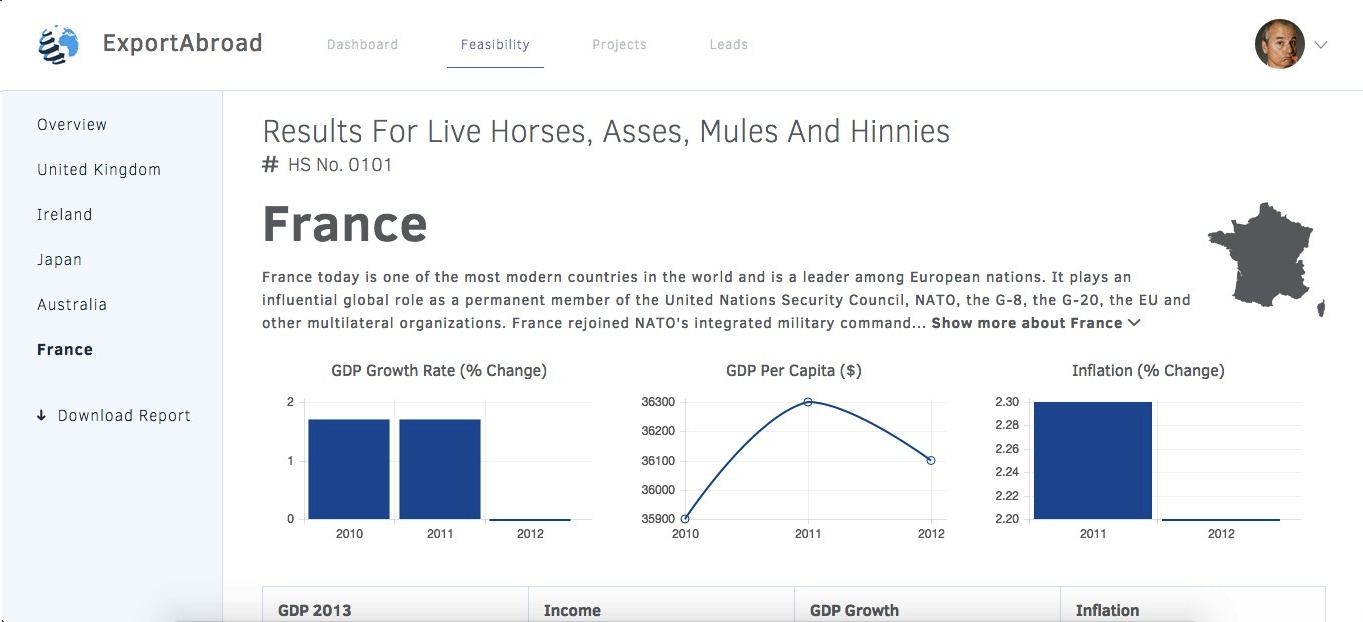 ExportAbroad
Dashboard
Feasibility
Projects
Leads
Overview
United Kingdom
Ireland
Japan
Australia
France
Download Report
Results For Live Horses, Asses, Mules And Hinnies
# HS No. 0101
France
France today is one of the most modern countries in the world and is a leader among European nations. It plays an
influential global role as a permanent member of the United Nations Security Council, NATO, the G-8, the G-20, the EU and
other multilateral organizations. France rejoined NATO's integrated military command... Show more about France
GDP Growth Rate (% Change)
2
1
0
2010 2011 2012
GDP Per Capita ($)
36300
36200
36100
36000
35900
2010 2011 2012
Inflation (% Change)
2.30
2.28
2.26
2.24
2.22
2.20
2011 2012
GDP 2013
Income
GDP Growth
Inflation